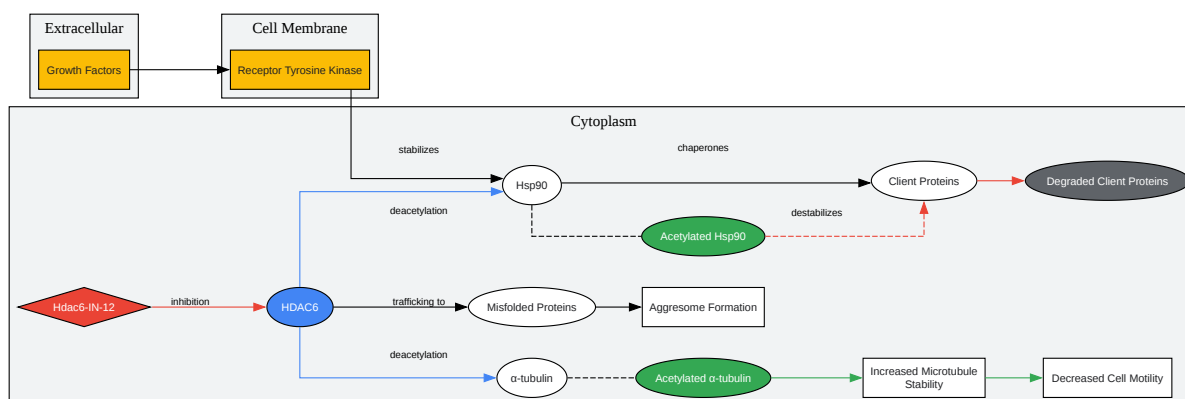 Extracellular
Cell Membrane
Growth Factors
Receptor Tyrosine Kinase
Cytoplasm
stabilizes
chaperones
Hsp90
Client Proteins
Degraded Client Proteins
deacetylation
destabilizes
Acetylated Hsp90
Hdac6-IN-12
inhibition
HDAC6
trafficking to
Misfolded Proteins
Aggresome Formation
deacetylation
α-tubulin
Acetylated α-tubulin
Increased Microtubule
Stability
Decreased Cell Motility